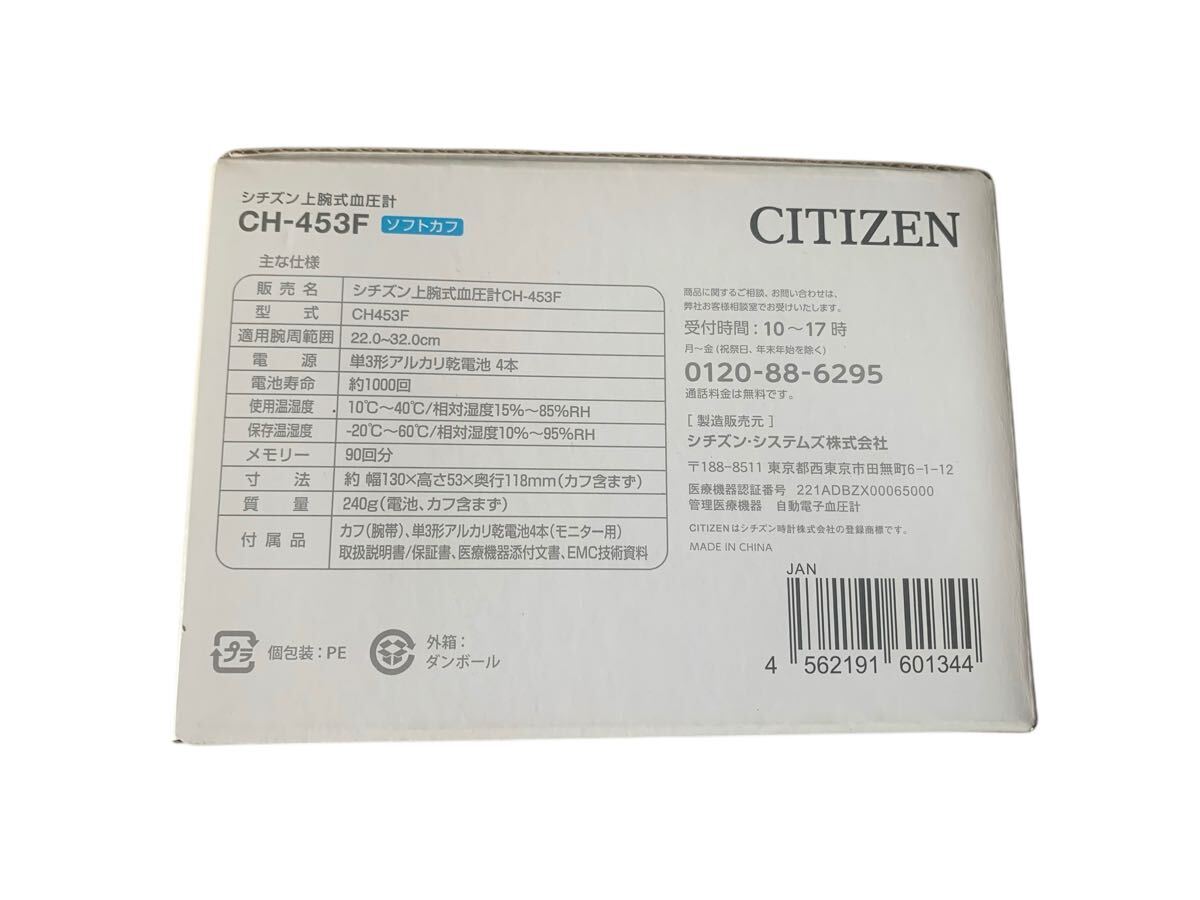 シチズン上腕式血圧計
CH-453F ソフトカフ
主な仕様
販売名 シチズン上腕式血圧計CH-453F
型式 CH453F
適用腕周範囲 22.0~32.0cm
電源 単3形アルカリ乾電池 4本
電池寿命 約1000回
使用温湿度 10℃〜40℃/相対湿度15%〜85%RH
保存温湿度 -20℃〜60℃/相対湿度10%〜95%RH
メモリー 90回分
寸法 約 幅130×高さ53×奥行118mm(カフ含まず)
質量 240g(電池、カフ含まず)
付属品 カフ(腕帯)、単3形アルカリ乾電池4本(モニター用)
取扱説明書/保証書、医療機器添付文書、EMC技術資料
プラ 個包装:PE
外箱:
ダンボール
CITIZEN
商品に関するご相談、お問い合わせは、
弊社お客様相談室でお受けいたします。
受付時間:10〜17時
月〜金(祝祭日、年末年始を除く)
0120-88-6295
通話料金は無料です。
[製造販売元]
シチズン・システムズ株式会社
〒188-8511 東京都西東京市田無町6-1-12
医療機器認証番号 221ADBZX00065000
管理医療機器 自動電子血圧計
CITIZENはシチズン時計株式会社の登録商標です。
MADE IN CHINA
JAN
4 562191 601344